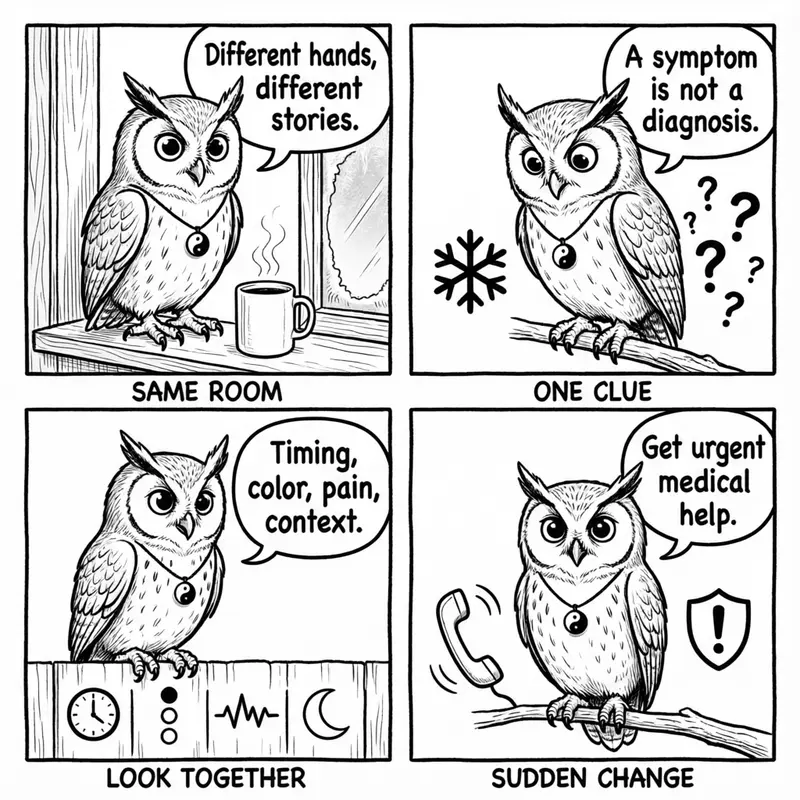 Different hands,
different
stories.
SAME ROOM
A symptom
is not a
diagnosis.
? ? ? ? ?
ONE CLUE
Timing,
color, pain,
context.
LOOK TOGETHER
Get urgent
medical
help.
!
SUDDEN CHANGE